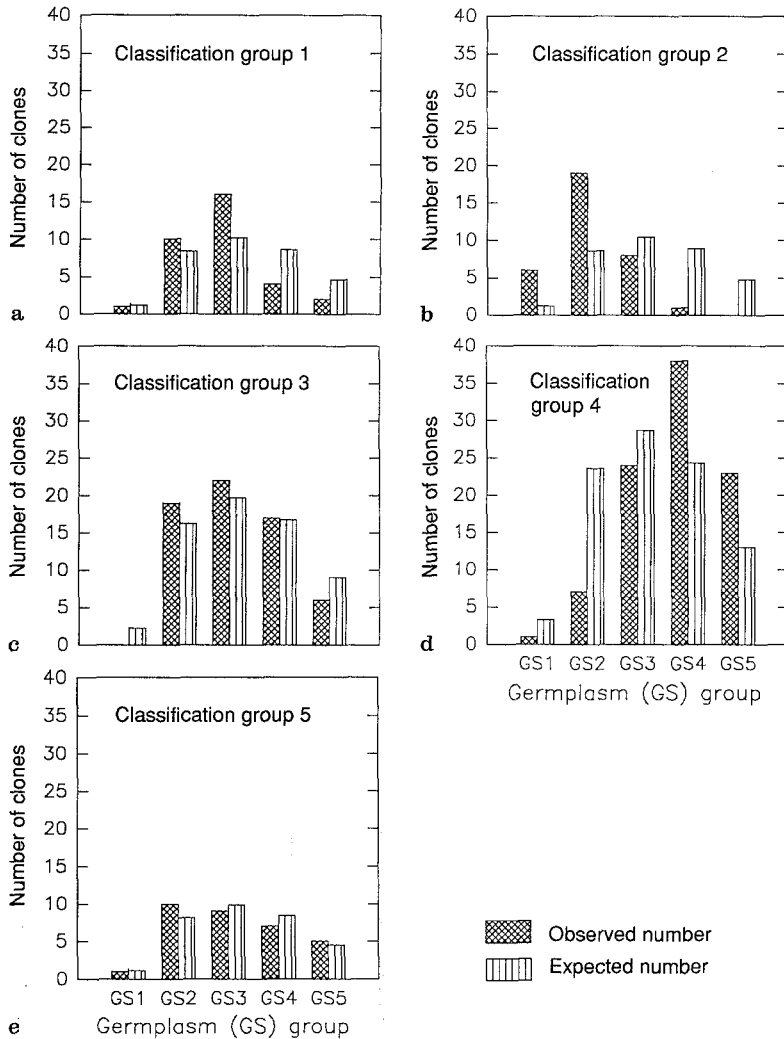 40
35
30
25
20
15
10
5
0
Number of clones
Classification group 1
a
40
35
30
25
20
15
10
5
0
Number of clones
Classification group 2
b
40
35
30
25
20
15
10
5
0
Number of clones
Classification group 3
c
40
35
30
25
20
15
10
5
0
Number of clones
Classification
group 4
d
GS1 GS2 GS3 GS4 GS5
Germplasm (GS) group
40
35
30
25
20
15
10
5
0
Number of clones
Classification group 5
GS1 GS2 GS3 GS4 GS5
e
Germplasm (GS) group
Observed number
Expected number